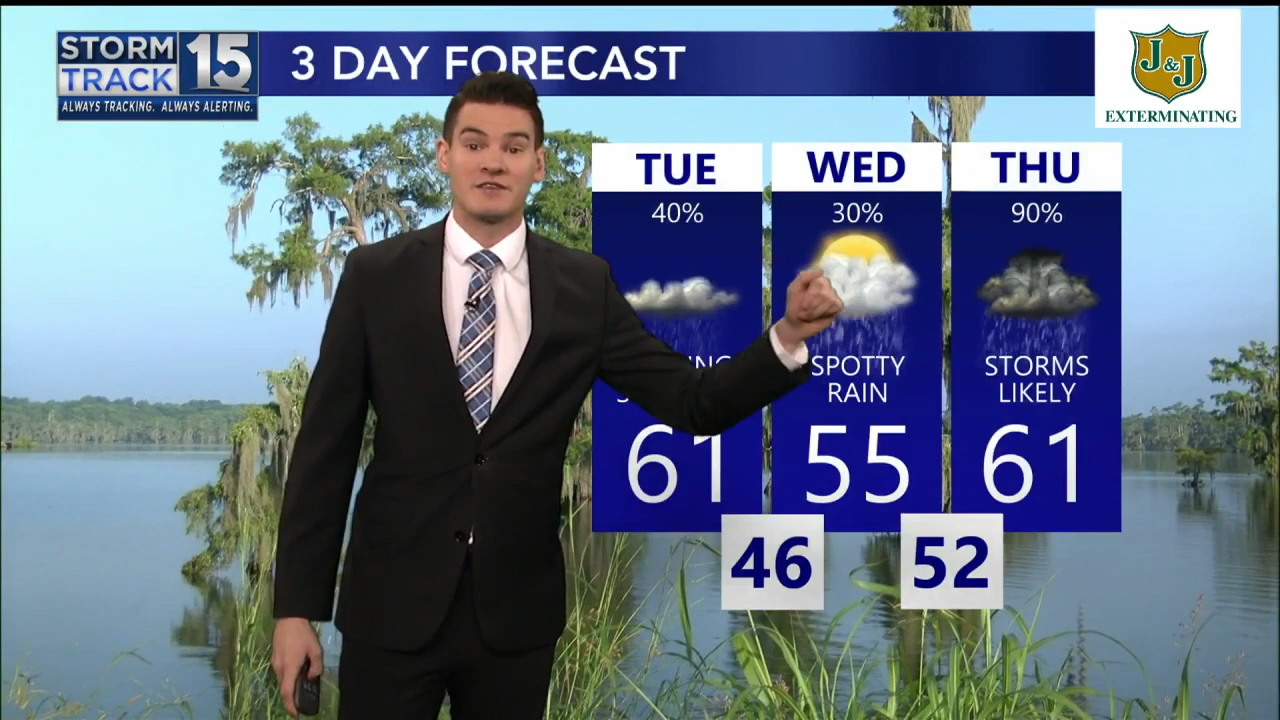 STORM
TRACK
15
ALWAYS TRACKING. ALWAYS ALERTING.
3 DAY FORECAST
J&J
EXTERMINATING
TUE
WED
THU
40%
30%
90%
SPOTTY
RAIN
STORMS
LIKELY
61
55
61
46
52